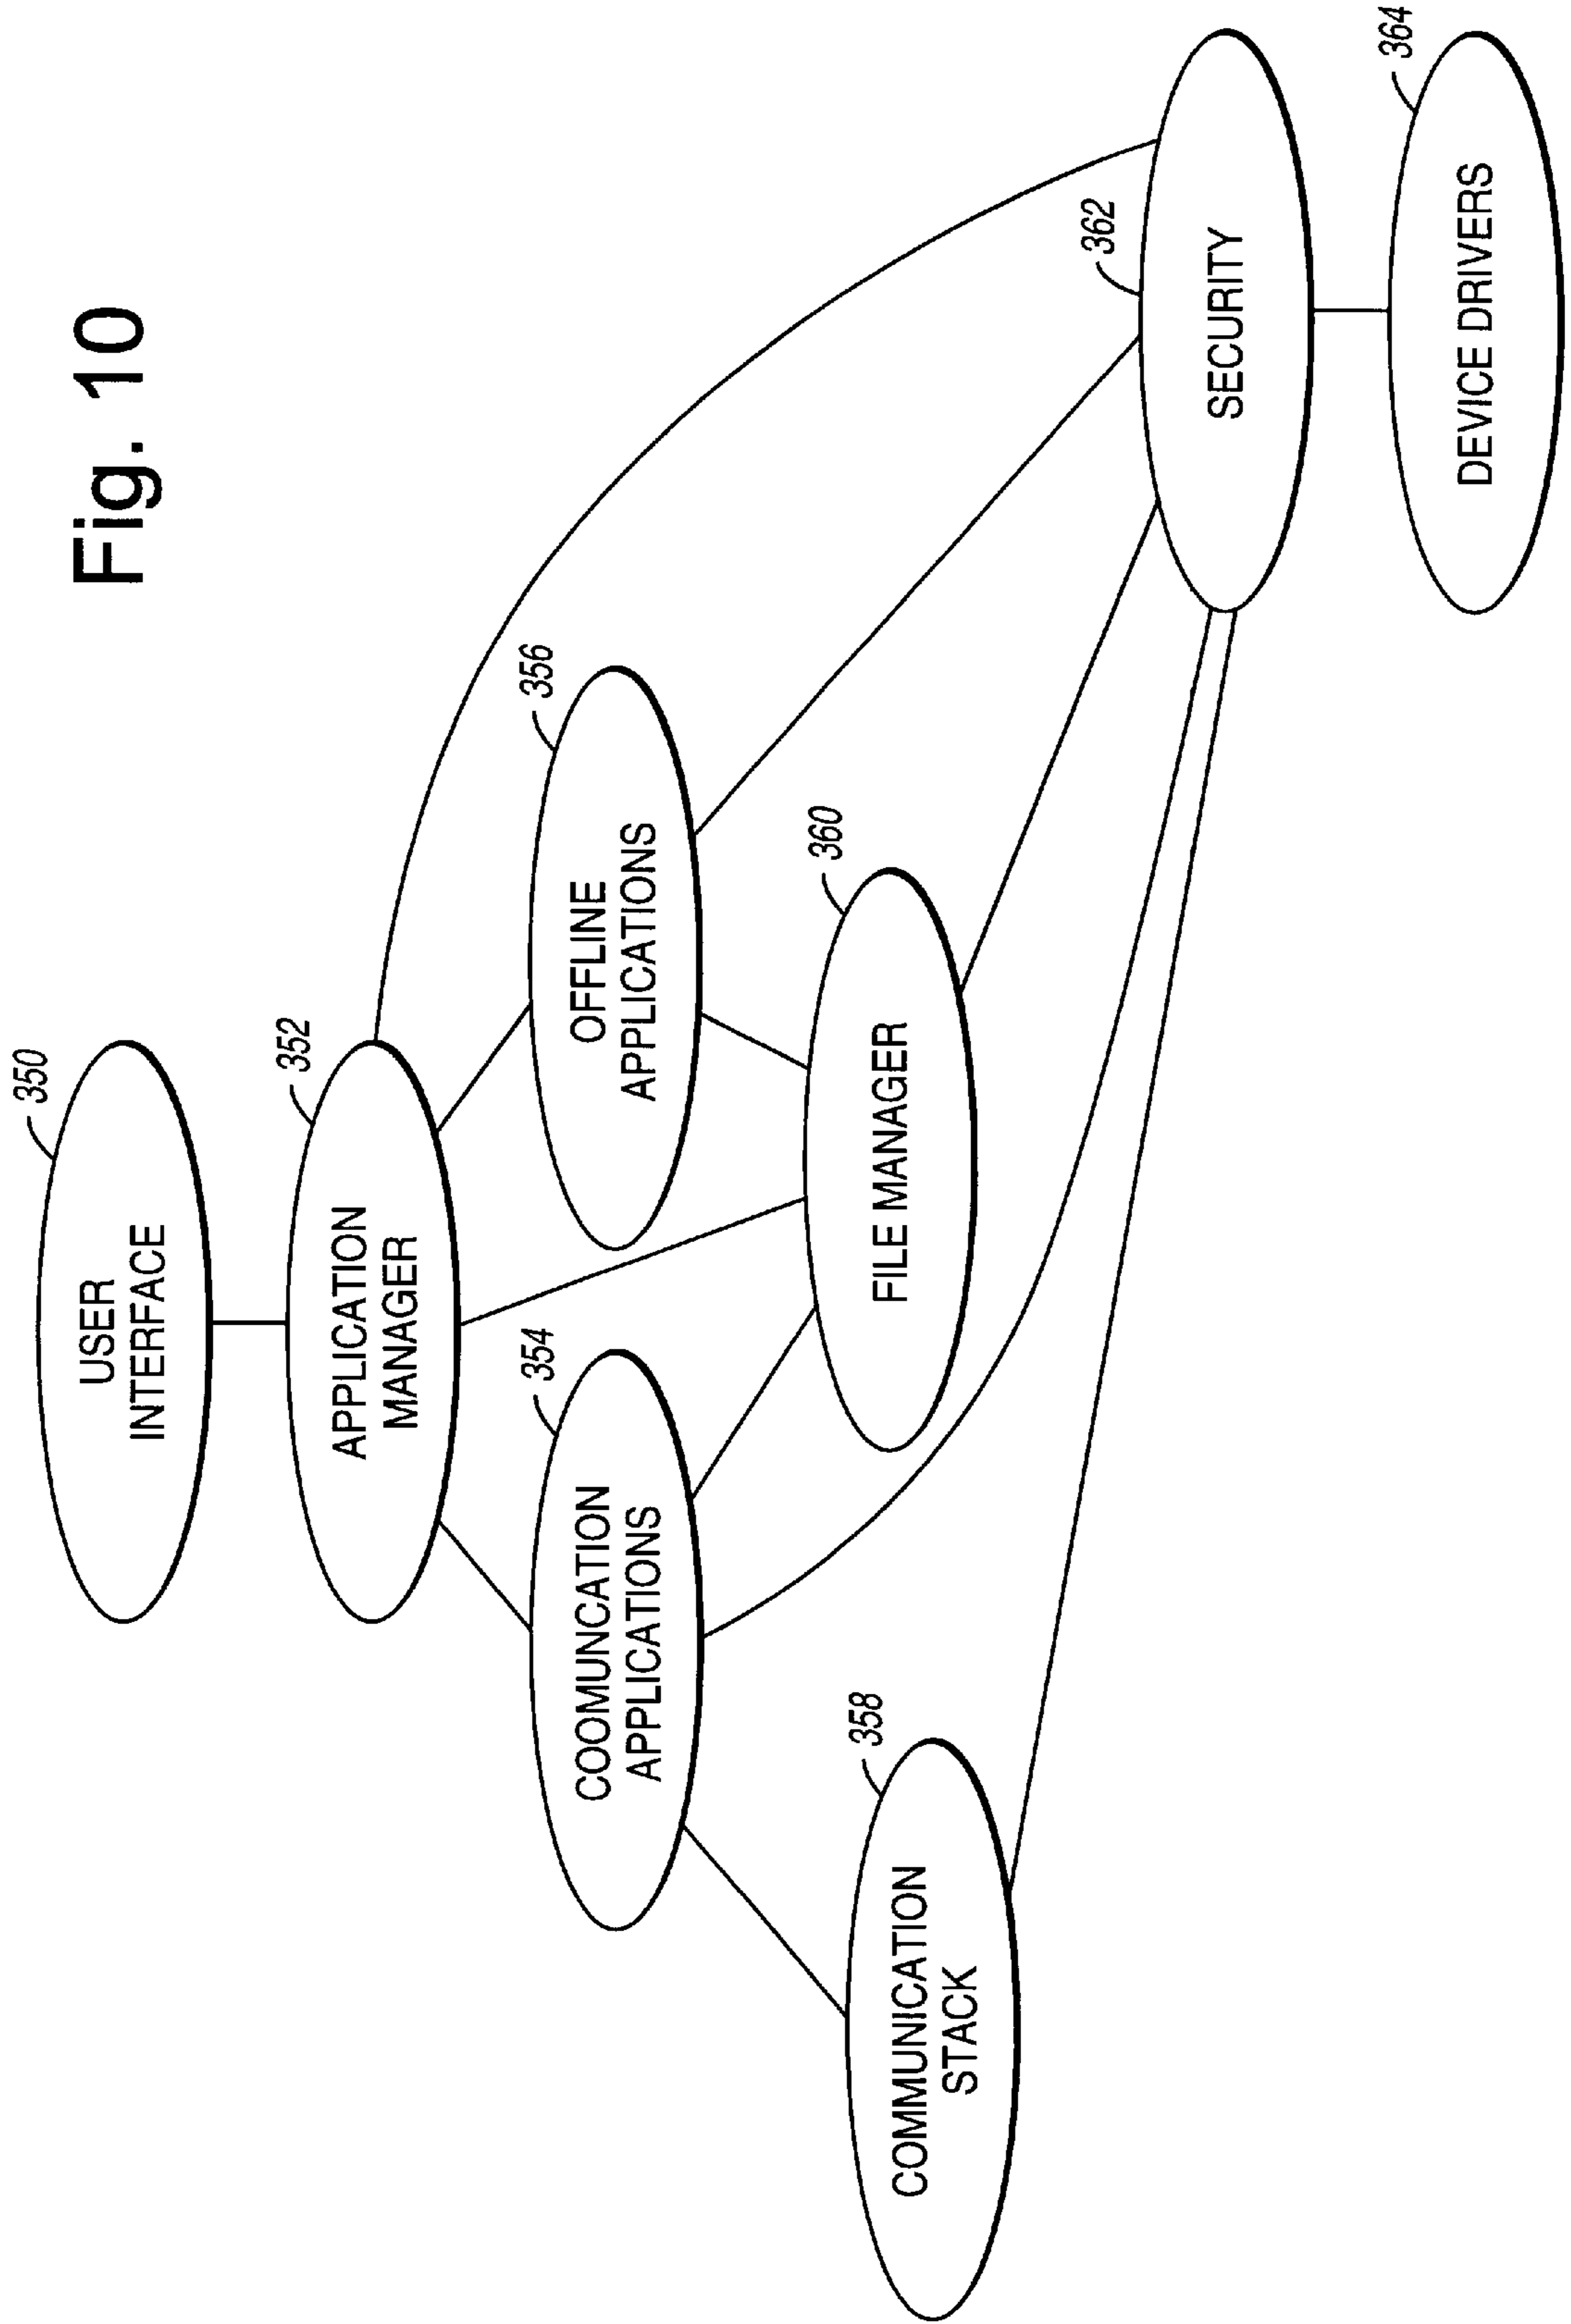 Fig. 10
350
USER
INTERFACE
352
APPLICATION
MANAGER
354
COOMUNCATION
APPLICATIONS
356
OFFLINE
APPLICATIONS
358
COMMUNICATION
STACK
360
FILE MANAGER
362
SECURITY
364
DEVICE DRIVERS